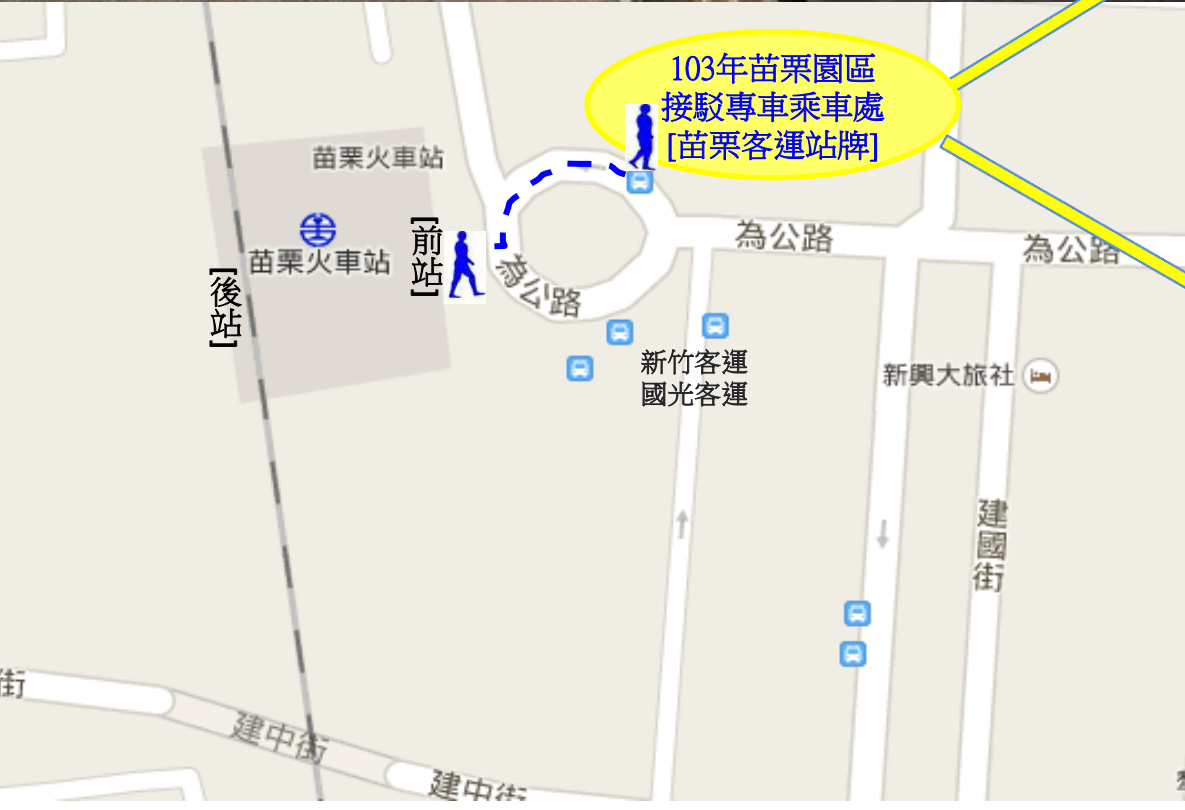 103年苗栗園區
接駁專車乘車處
[苗栗客運站牌]
苗栗火車站
苗栗火車站
[前站]
[後站]
為公路
為公路
為公路
新竹客運
國光客運
新興大旅社
建國街
街
建中街
建中街